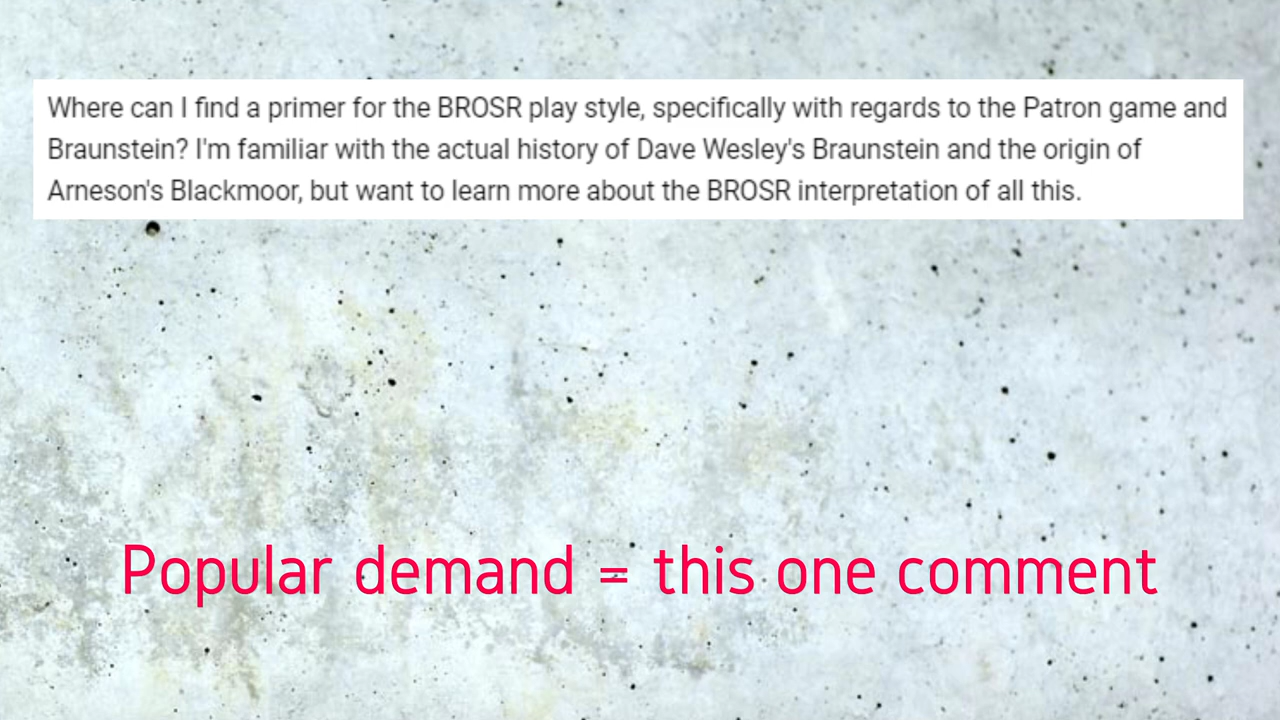 Where can I find a primer for the BROSR play style, specifically with regards to the Patron game and
Braunstein? I'm familiar with the actual history of Dave Wesley's Braunstein and the origin of
Arneson's Blackmoor, but want to learn more about the BROSR interpretation of all this.
Popular demand = this one comment